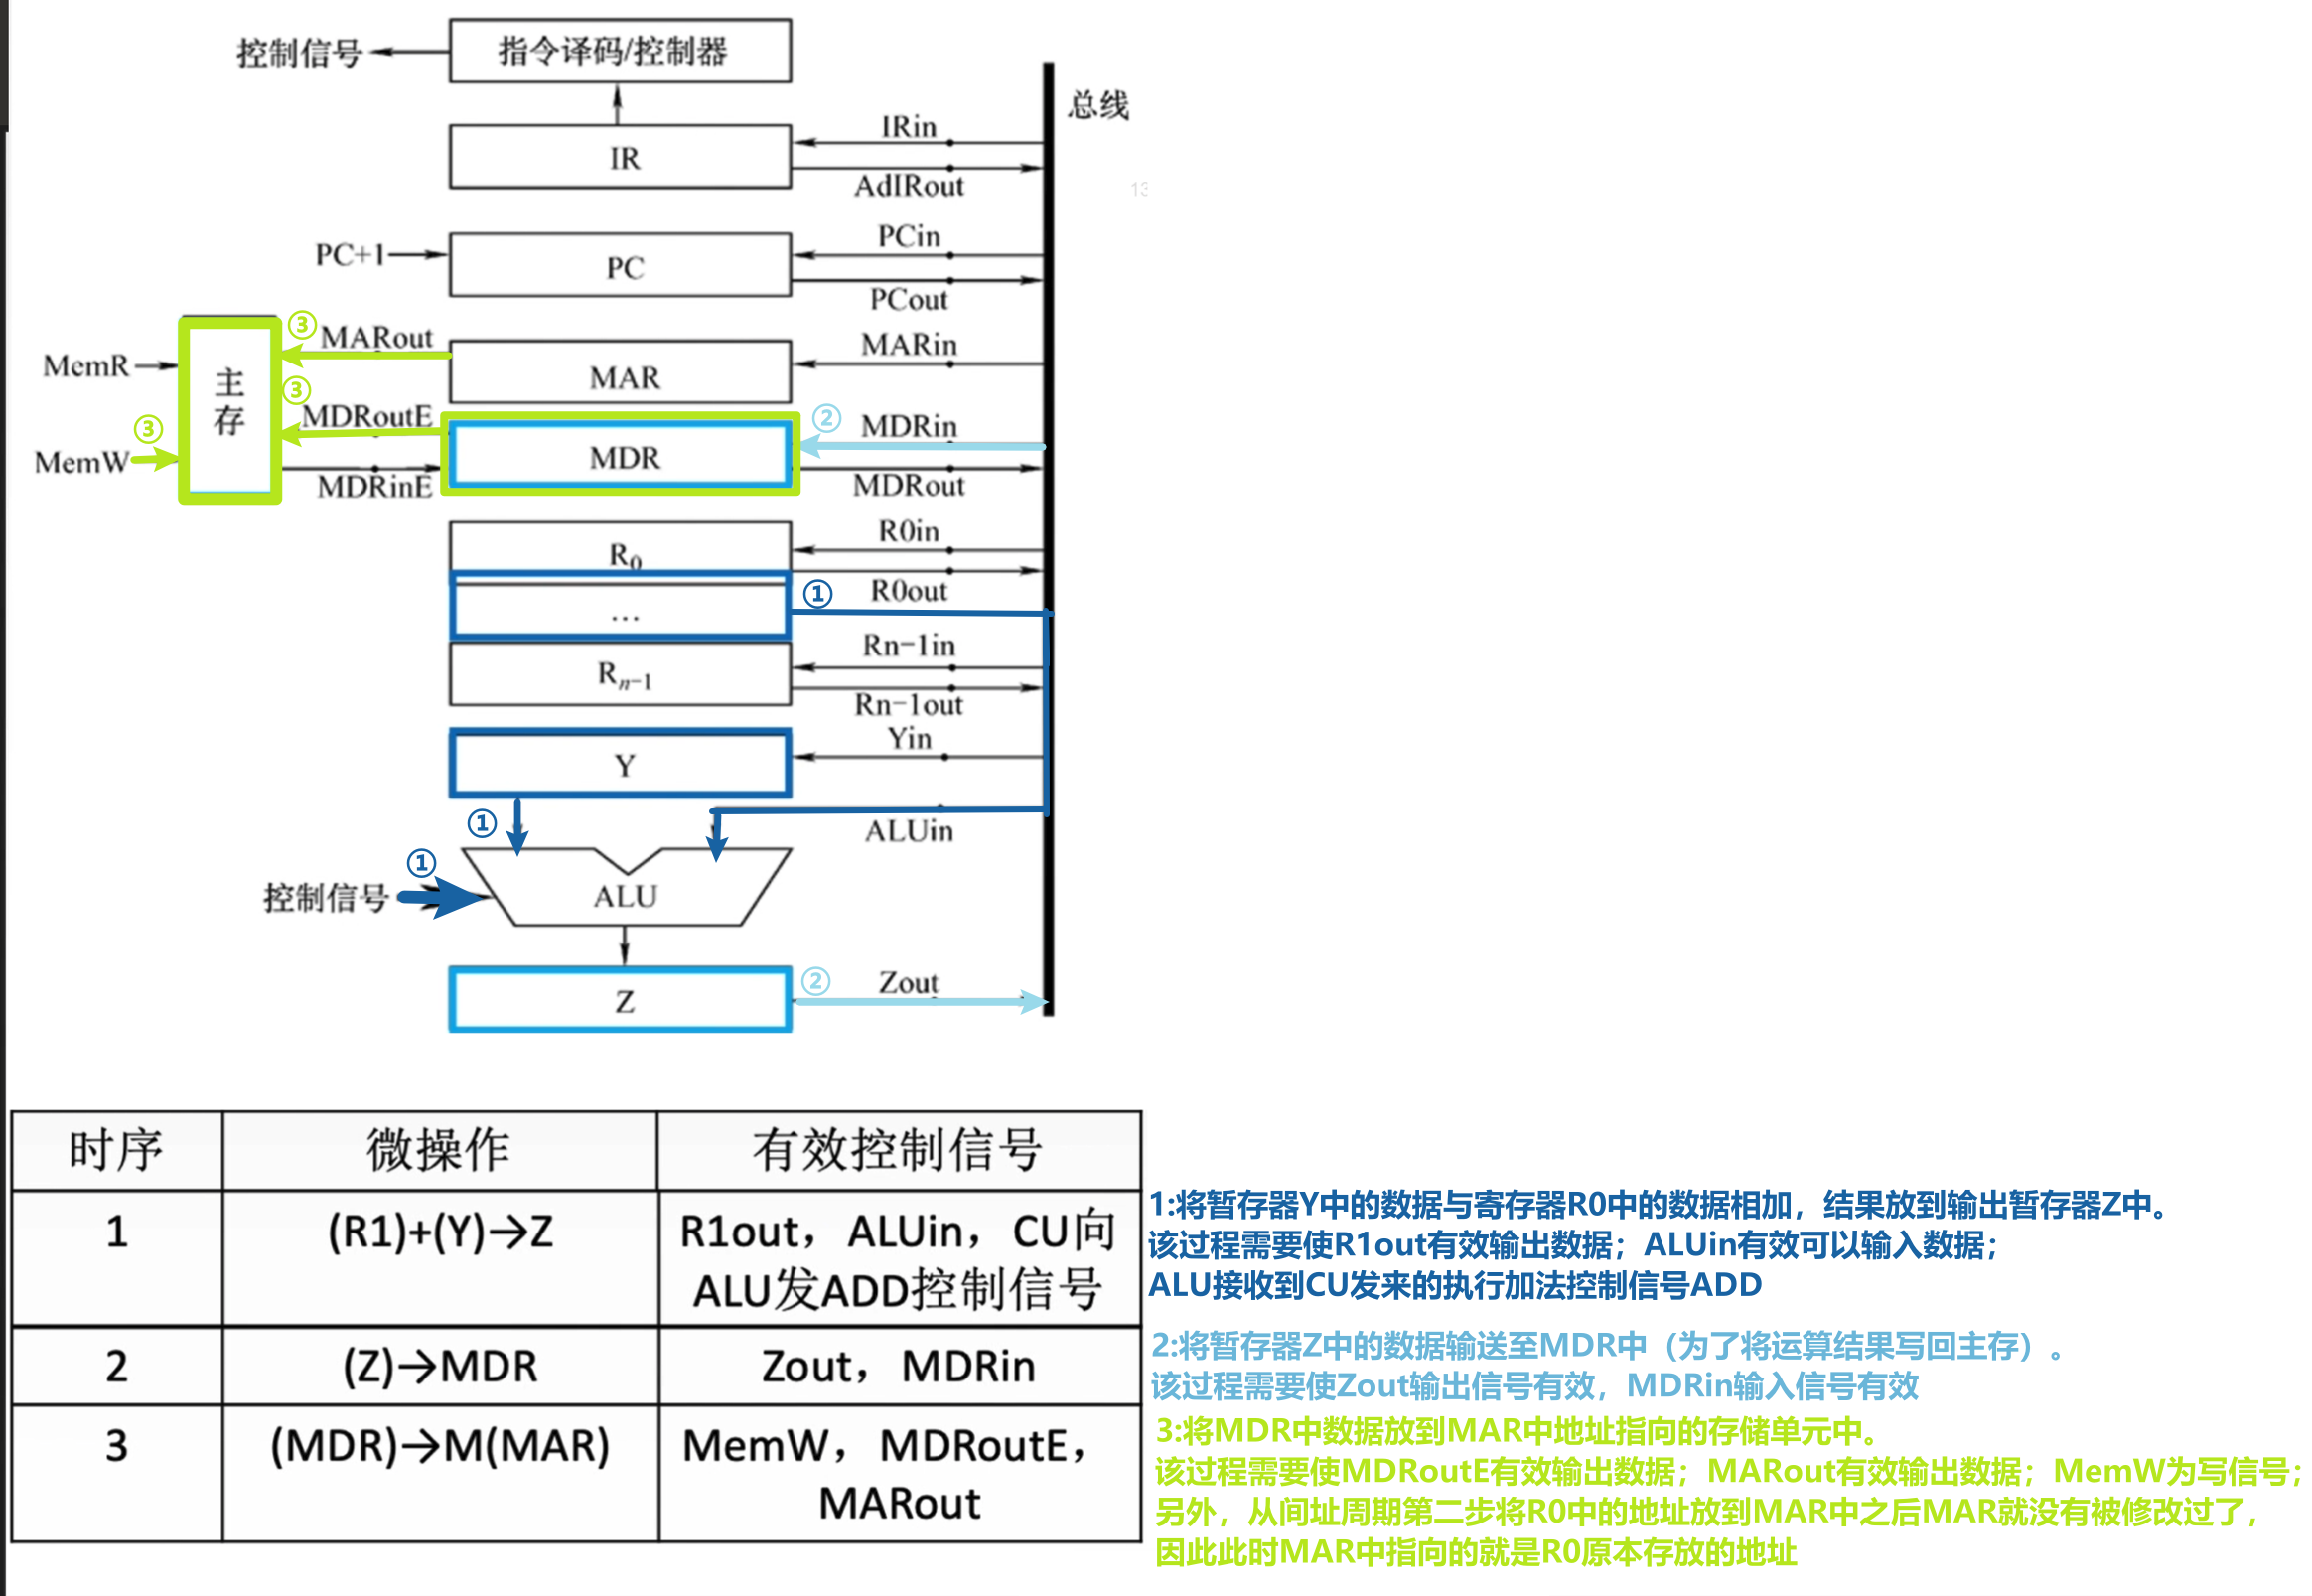 控制信号
指令译码/控制器
总线
IRin
IR
AdIRout
13
PCin
PC+1
PC
PCout
③
MARout
MARin
MemR
主存
MAR
③
MDRoutE
②
MDRin
③
MemW
MDR
MDRinE
MDRout
R0in
R0
①
R0out
…
Rn-1in
Rn-1
Rn-1out
Yin
Y
①
ALUin
①
控制信号
ALU
②
Zout
Z
时序 微操作 有效控制信号
1 (R1)+(Y)→Z R1out，ALUin，CU向
ALU发ADD控制信号
2 (Z)→MDR Zout，MDRin
3 (MDR)→M(MAR) MemW，MDRoutE，
MARout
1:将暂存器Y中的数据与寄存器R0中的数据相加，结果放到输出暂存器Z中。
该过程需要使R1out有效输出数据；ALUin有效可以输入数据；
ALU接收到CU发来的执行加法控制信号ADD
2:将暂存器Z中的数据输送至MDR中（为了将运算结果写回主存）。
该过程需要使Zout输出信号有效，MDRin输入信号有效
3:将MDR中数据放到MAR中地址指向的存储单元中。
该过程需要使MDRoutE有效输出数据；MARout有效输出数据；MemW为写信号；
另外，从间址周期第二步将R0中的地址放到MAR中之后MAR就没有被修改过了，
因此此时MAR中指向的就是R0原本存放的地址